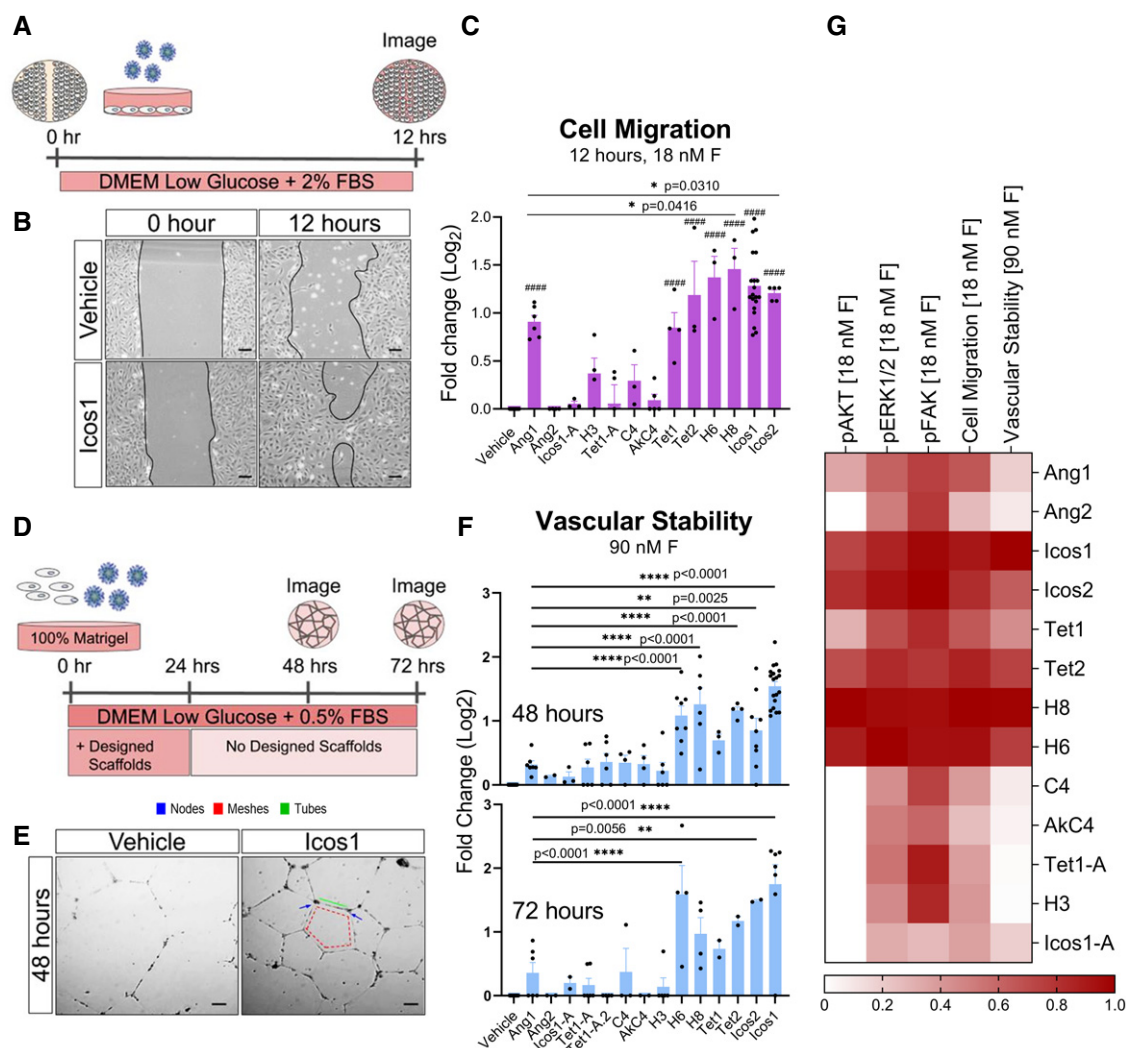 A
Image
0 hr
12 hrs
DMEM Low Glucose + 2% FBS
B
0 hour
12 hours
Vehicle
Icos1
C
Cell Migration
12 hours, 18 nM F
* p=0.0310
* p=0.0416
####
####
####
####
####
####
####
Fold change (Log2)
2.0
1.5
1.0
0.5
0.0
Vehicle
Ang1
Ang2
Icos1-A
H3
Tet1-A
C4
AkC4
Tet1
Tet2
H6
H8
Icos1
Icos2
D
100% Matrigel
Image
Image
0 hr
24 hrs
48 hrs
72 hrs
DMEM Low Glucose + 0.5% FBS
+ Designed
Scaffolds
No Designed Scaffolds
Nodes
Meshes
Tubes
E
Vehicle
Icos1
48 hours
F
Vascular Stability
90 nM F
**** p<0.0001
** p=0.0025
**** p<0.0001
**** p<0.0001
****p<0.0001
48 hours
3
2
1
0
Fold Change (Log2)
p<0.0001 ****
p=0.0056 **
p<0.0001 ****
72 hours
3
2
1
0
Vehicle
Ang1
Ang2
Icos1-A
Tet1-A
Tet1-A.2
C4
AkC4
H3
H6
H8
Tet1
Tet2
Icos2
Icos1
G
pAKT [18 nM F]
pERK1/2 [18 nM F]
pFAK [18 nM F]
Cell Migration [18 nM F]
Vascular Stability [90 nM F]
Ang1
Ang2
Icos1
Icos2
Tet1
Tet2
H8
H6
C4
AkC4
Tet1-A
H3
Icos1-A
0
0.2
0.4
0.6
0.8
1.0